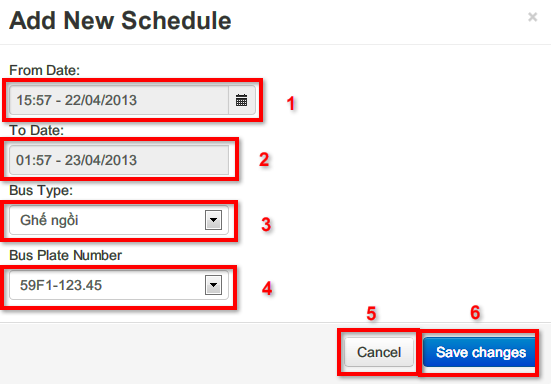 Add New Schedule ×
From Date:
15:57 - 22/04/2013 1
To Date:
01:57 - 23/04/2013 2
Bus Type:
Ghế ngồi 3
Bus Plate Number
59F1-123.45 4
5 6
Cancel Save changes